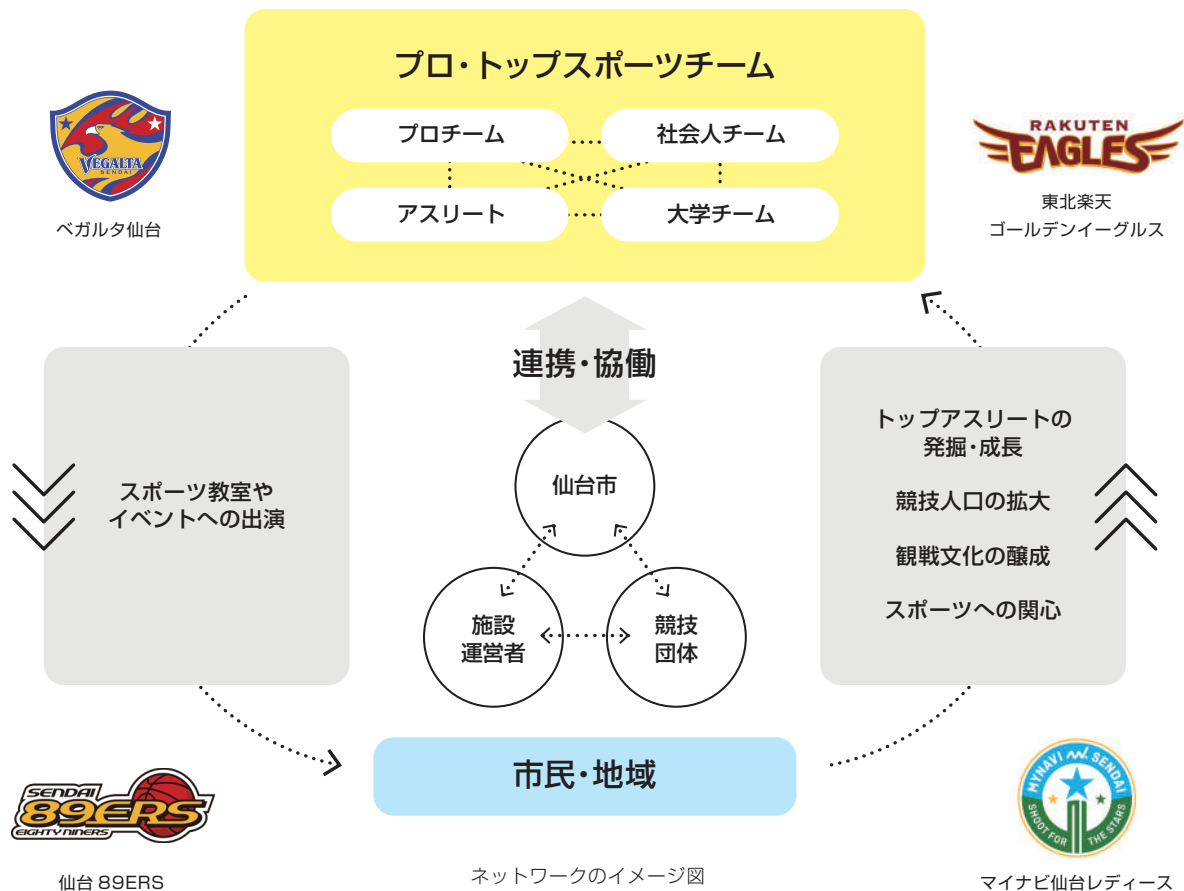 プロ・トップスポーツチーム
プロチーム
社会人チーム
アスリート
大学チーム
VEGALTA
SENDAI
ベガルタ仙台
RAKUTEN
EAGLES
東北楽天
ゴールデンイーグルス
連携・協働
スポーツ教室や
イベントへの出演
仙台市
施設
運営者
競技
団体
トップアスリートの
発掘・成長
競技人口の拡大
観戦文化の醸成
スポーツへの関心
市民・地域
SENDAI
89ERS
EIGHTY NINERS
仙台 89ERS
ネットワークのイメージ図
MYNAVI SENDAI
SHOOT FOR THE STARS
マイナビ仙台レディース